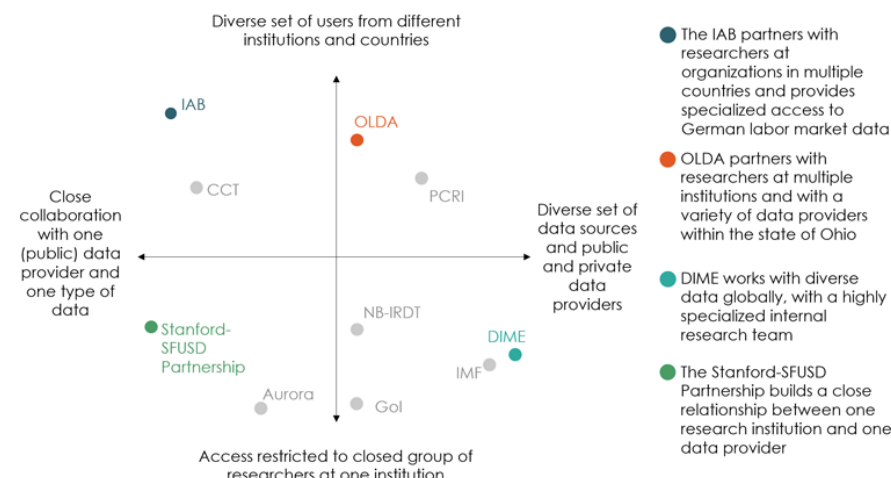 Diverse set of users from different
institutions and countries
IAB
OLDA
CCT
PCRI
Close
collaboration
with one
(public) data
provider and
one type of
data
Diverse set of
data sources
and public
and private
data
providers
NB-IRDT
Stanford-
SFUSD
Partnership
DIME
IMF
Aurora
GoI
Access restricted to closed group of
researchers at one institution
The IAB partners with
researchers at
organizations in multiple
countries and provides
specialized access to
German labor market data
OLDA partners with
researchers at multiple
institutions and with a
variety of data providers
within the state of Ohio
DIME works with diverse
data globally, with a highly
specialized internal
research team
The Stanford-SFUSD
Partnership builds a close
relationship between one
research institution and one
data provider